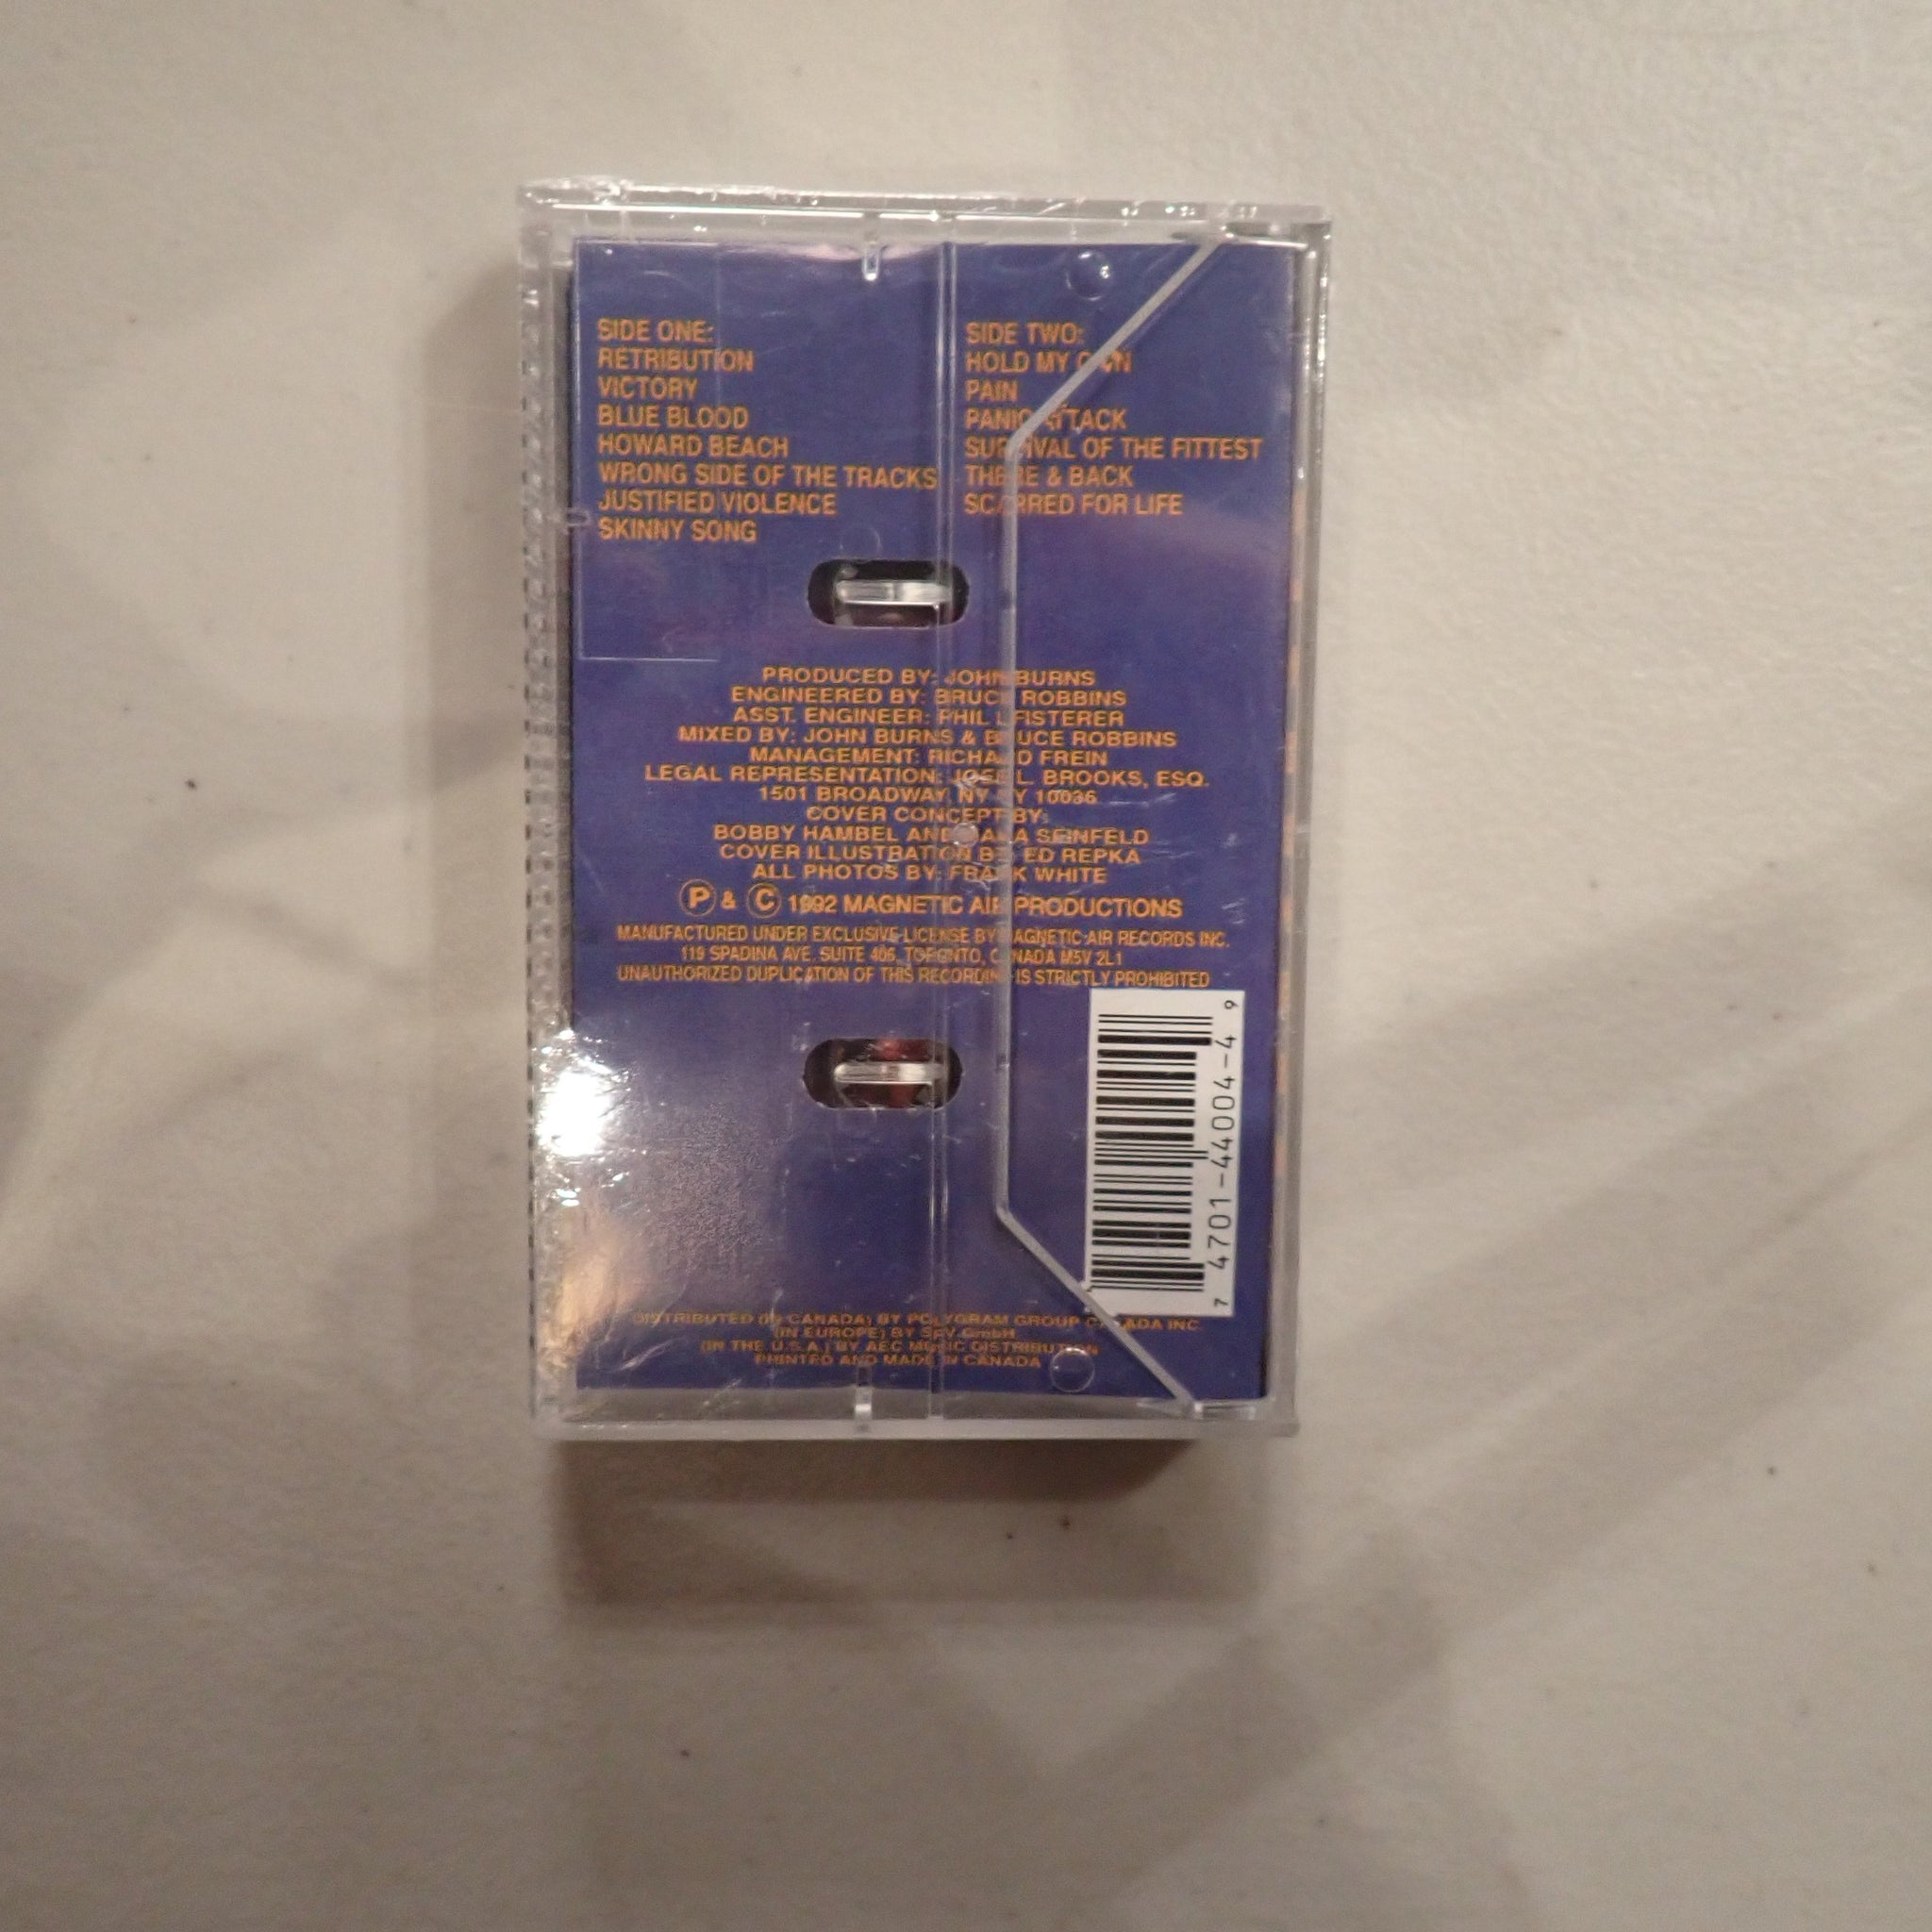 SIDE ONE:
RETRIBUTION
VICTORY
BLUE BLOOD
HOWARD BEACH
WRONG SIDE OF THE TRACKS
JUSTIFIED VIOLENCE
SKINNY SONG
SIDE TWO:
HOLD MY OWN
PAIN
PANIC ATTACK
SURVIVAL OF THE FITTEST
THERE & BACK
SCARRED FOR LIFE
PRODUCED BY: JOHN BURNS
ENGINEERED BY: BRUCE ROBBINS
ASST. ENGINEER: PHIL PFISTERER
MIXED BY: JOHN BURNS & BRUCE ROBBINS
MANAGEMENT: RICHARD FREIN
LEGAL REPRESENTATION: L. BROOKS, ESQ.
1501 BROADWAY, NY NY 10036
COVER CONCEPT BY:
BOBBY HAMBEL AND DANA SEINFELD
COVER ILLUSTRATION BY: ED REPKA
ALL PHOTOS BY: FRANK WHITE
P & C 1992 MAGNETIC AIR PRODUCTIONS
MANUFACTURED UNDER EXCLUSIVE LICENSE BY MAGNETIC AIR RECORDS INC.
119 SPADINA AVE. SUITE 406, TORONTO, CANADA M5V 2L1
UNAUTHORIZED DUPLICATION OF THIS RECORDING IS STRICTLY PROHIBITED
7 4701-44004-4 9
DISTRIBUTED (IN CANADA) BY POLYGRAM GROUP CANADA INC.
(IN EUROPE) BY SPV GmbH
(IN THE U.S.A.) BY AEC MUSIC DISTRIBUTION
PRINTED AND MADE IN CANADA